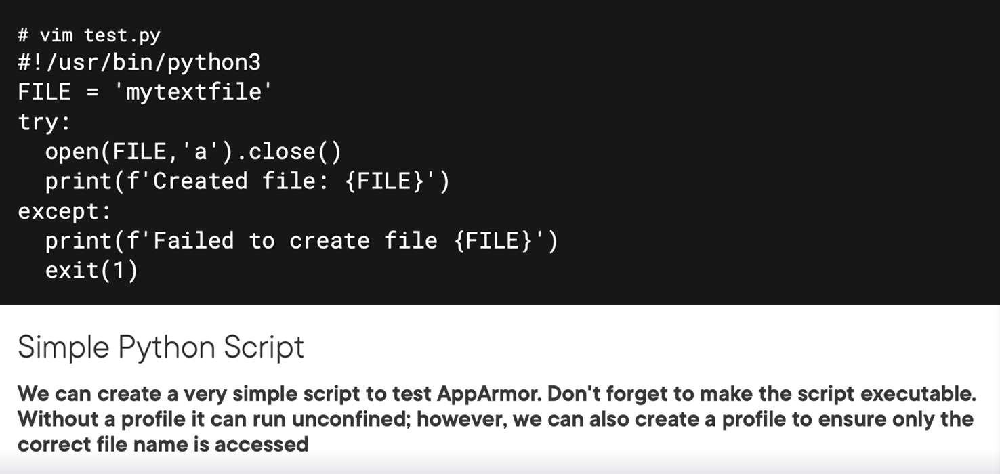 # vim test.py
#!/usr/bin/python3
FILE = 'mytextfile'
try:
  open(FILE,'a').close()
  print(f'Created file: {FILE}')
except:
  print(f'Failed to create file {FILE}')
  exit(1)
Simple Python Script
We can create a very simple script to test AppArmor. Don't forget to make the script executable.
Without a profile it can run unconfined; however, we can also create a profile to ensure only the
correct file name is accessed